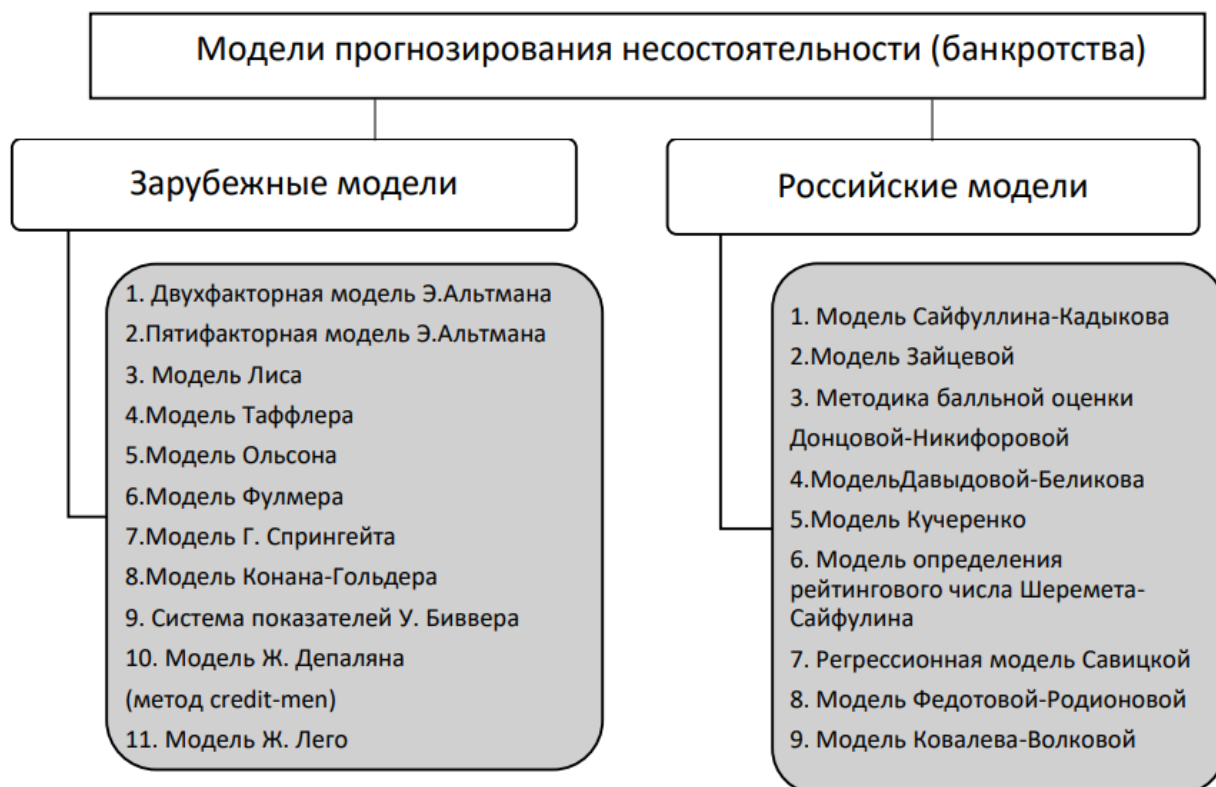 Модели прогнозирования несостоятельности (банкротства)
Зарубежные модели
1. Двухфакторная модель Э.Альтмана
2.Пятифакторная модель Э.Альтмана
3. Модель Лиса
4.Модель Таффлера
5.Модель Ольсона
6.Модель Фулмера
7.Модель Г. Спрингейта
8.Модель Конана-Гольдера
9. Система показателей У. Биввера
10. Модель Ж. Депаляна
(метод credit-men)
11. Модель Ж. Лего
Российские модели
1. Модель Сайфуллина-Кадыкова
2.Модель Зайцевой
3. Методика балльной оценки
Донцовой-Никифоровой
4.МодельДавыдовой-Беликова
5.Модель Кучеренко
6. Модель определения
рейтингового числа Шеремета-
Сайфулина
7. Регрессионная модель Савицкой
8. Модель Федотовой-Родионовой
9. Модель Ковалева-Волковой